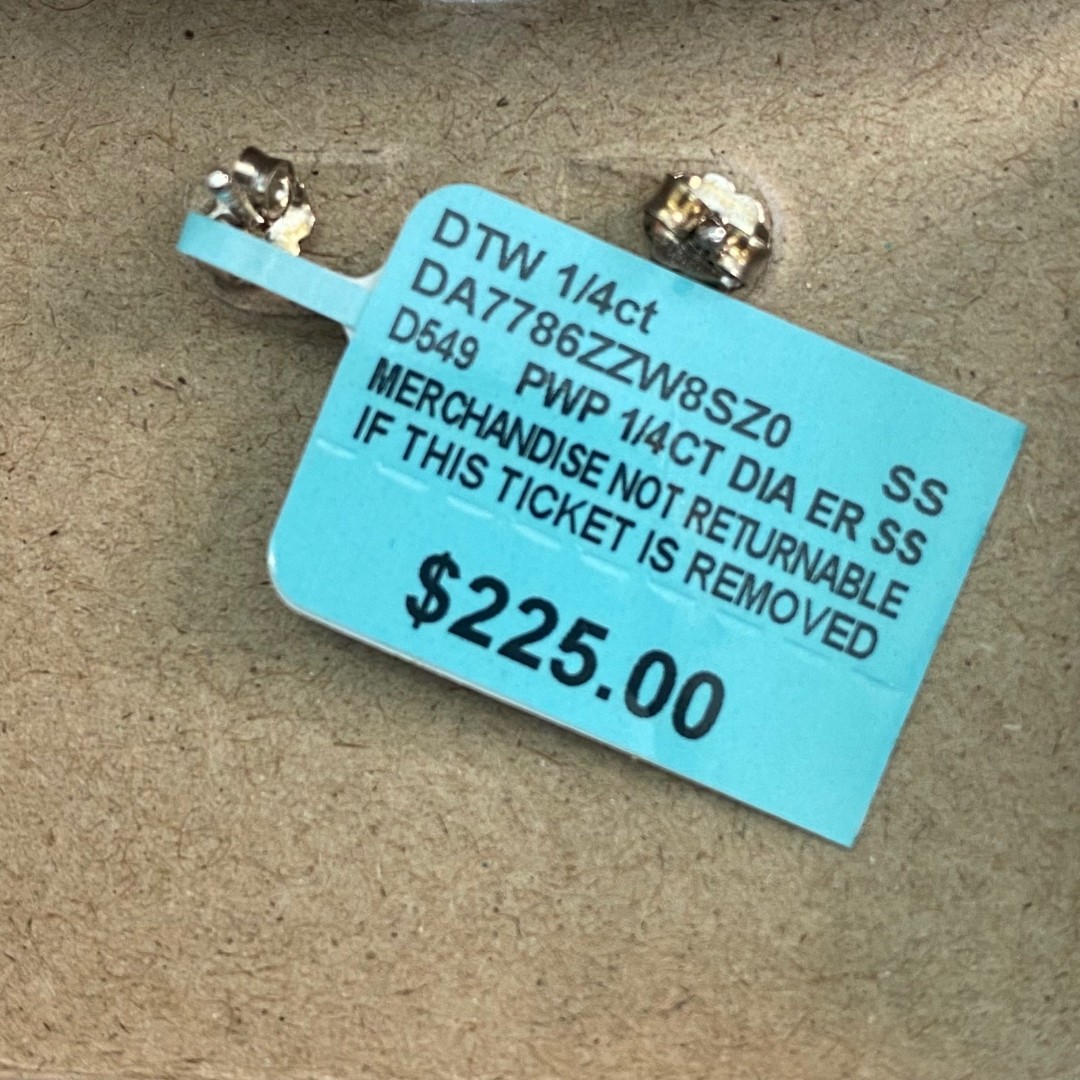 DTW 1/4ct
DA7786ZZW8SZ0 SS
D549 PWP 1/4CT DIA ER SS
MERCHANDISE NOT RETURNABLE
IF THIS TICKET IS REMOVED
$225.00